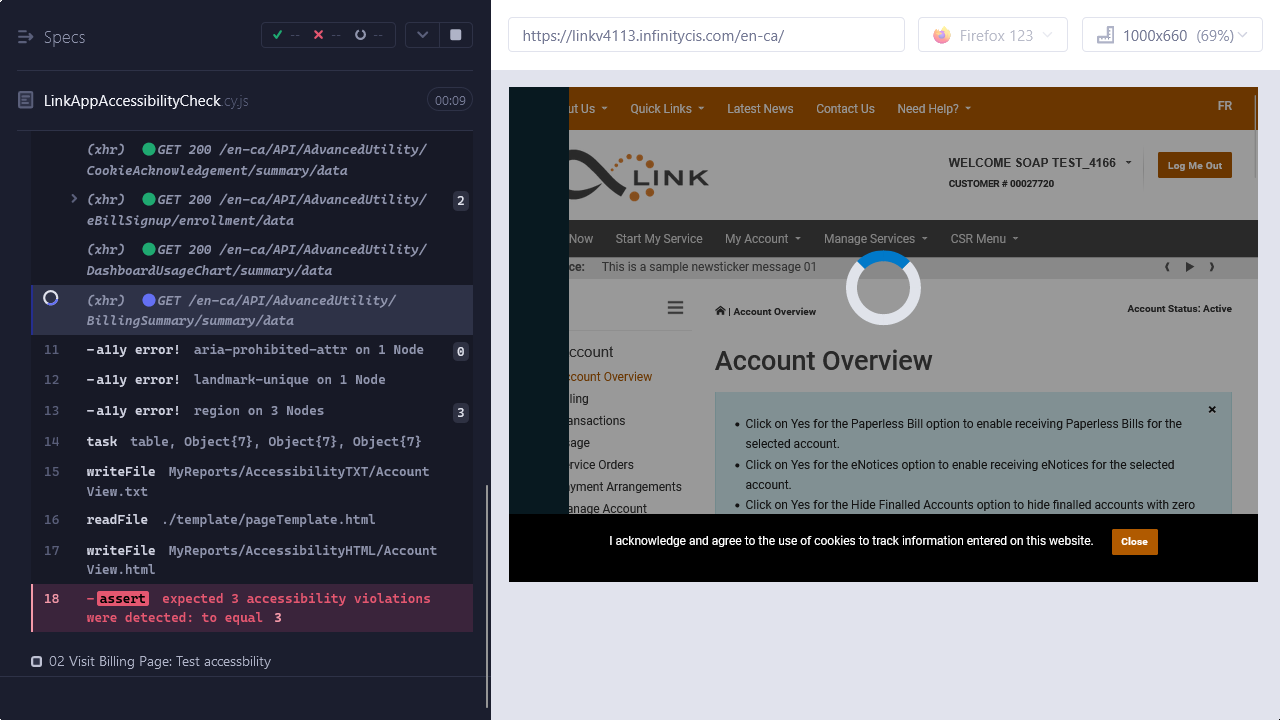 Specs
-- -- --
LinkAppAccessibilityCheck.cy.js
00:09
(xhr) GET 200 /en-ca/API/AdvancedUtility/
CookieAcknowledgement/summary/data
(xhr) GET 200 /en-ca/API/AdvancedUtility/
eBillSignup/enrollment/data
2
(xhr) GET 200 /en-ca/API/AdvancedUtility/
DashboardUsageChart/summary/data
(xhr) GET /en-ca/API/AdvancedUtility/
BillingSummary/summary/data
11 -a11y error! aria-prohibited-attr on 1 Node 0
12 -a11y error! landmark-unique on 1 Node
13 -a11y error! region on 3 Nodes 3
14 task table, Object{7}, Object{7}, Object{7}
15 writeFile MyReports/AccessibilityTXT/Account
View.txt
16 readFile ./template/pageTemplate.html
17 writeFile MyReports/AccessibilityHTML/Account
View.html
18 -assert expected 3 accessibility violations
were detected: to equal 3
02 Visit Billing Page: Test accessbility
https://linkv4113.infinitycis.com/en-ca/
Firefox 123
1000x660 (69%)
ut Us Quick Links Latest News Contact Us Need Help? FR
LINK
WELCOME SOAP TEST_4166
CUSTOMER # 00027720
Log Me Out
Now Start My Service My Account Manage Services CSR Menu
ce: This is a sample newsticker message 01
| Account Overview
Account Status: Active
ccount
count Overview
lling
ansactions
sage
ervice Orders
yment Arrangements
anage Account
Account Overview
×
• Click on Yes for the Paperless Bill option to enable receiving Paperless Bills for the
selected account.
• Click on Yes for the eNotices option to enable receiving eNotices for the selected
account.
• Click on Yes for the Hide Finalled Accounts option to hide finalled accounts with zero
I acknowledge and agree to the use of cookies to track information entered on this website.
Close